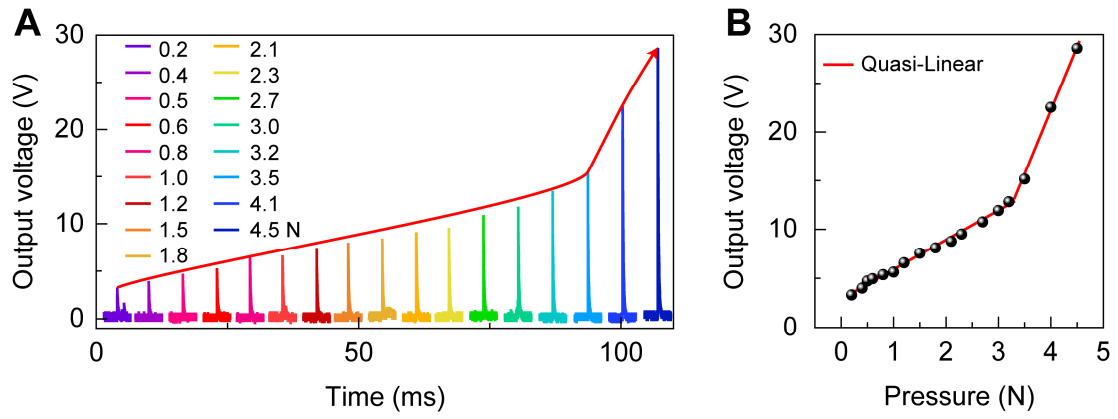 A
Output voltage (V)
30
20
10
0
0.2
0.4
0.5
0.6
0.8
1.0
1.2
1.5
1.8
2.1
2.3
2.7
3.0
3.2
3.5
4.1
4.5 N
0 50 100
Time (ms)
B
Output voltage (V)
30
20
10
0
Quasi-Linear
0 1 2 3 4 5
Pressure (N)